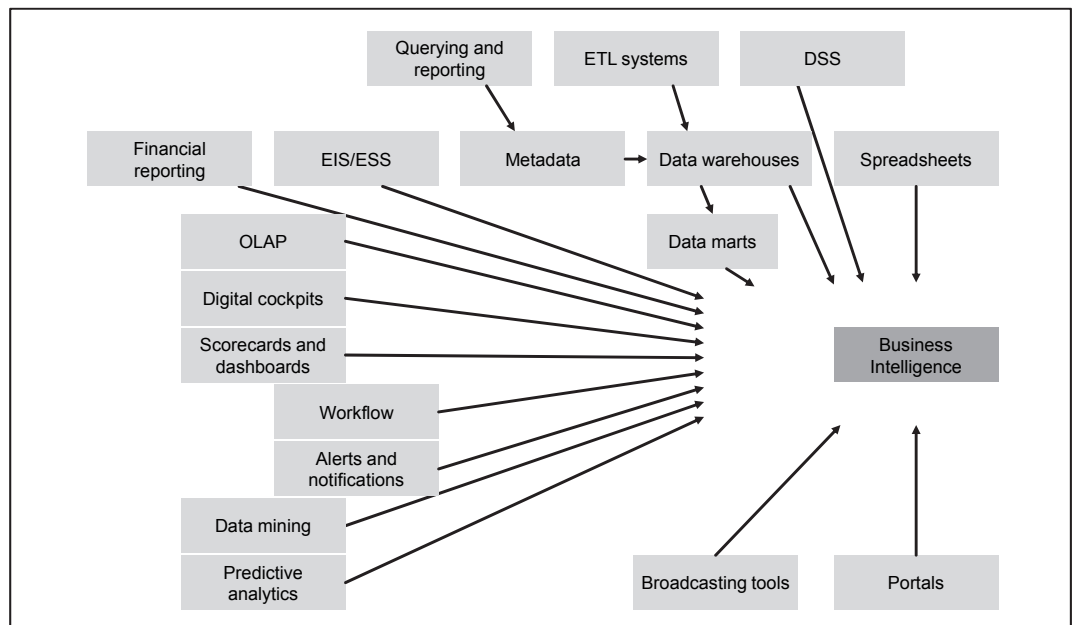 Querying and
reporting
ETL systems
DSS
Financial
reporting
EIS/ESS
Metadata
Data warehouses
Spreadsheets
OLAP
Data marts
Digital cockpits
Scorecards and
dashboards
Business
Intelligence
Workflow
Alerts and
notifications
Data mining
Predictive
analytics
Broadcasting tools
Portals